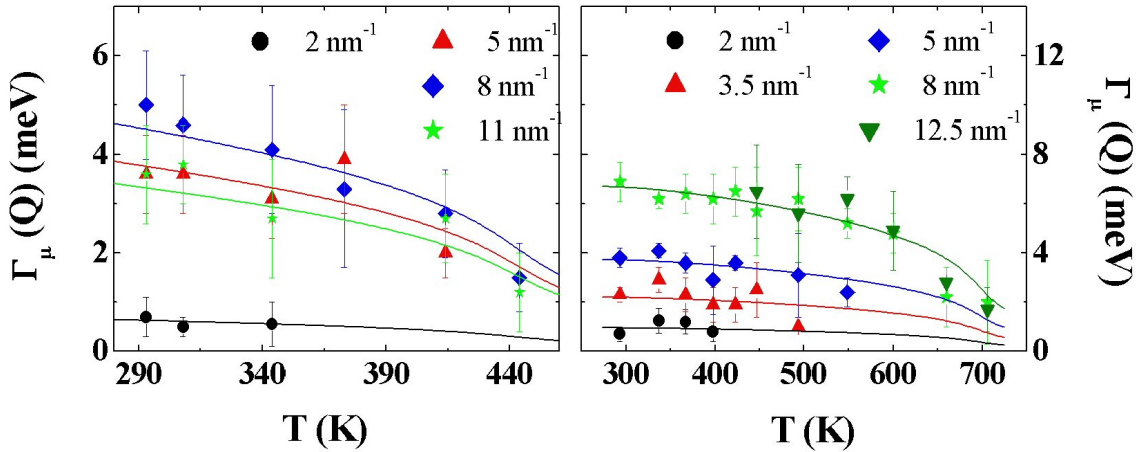 Γμ (Q) (meV)
6
4
2
0
2 nm⁻¹
5 nm⁻¹
8 nm⁻¹
11 nm⁻¹
290
340
390
440
T (K)
2 nm⁻¹
5 nm⁻¹
3.5 nm⁻¹
8 nm⁻¹
12.5 nm⁻¹
300
400
500
600
700
T (K)
12
8
4
0
Γμ (Q) (meV)